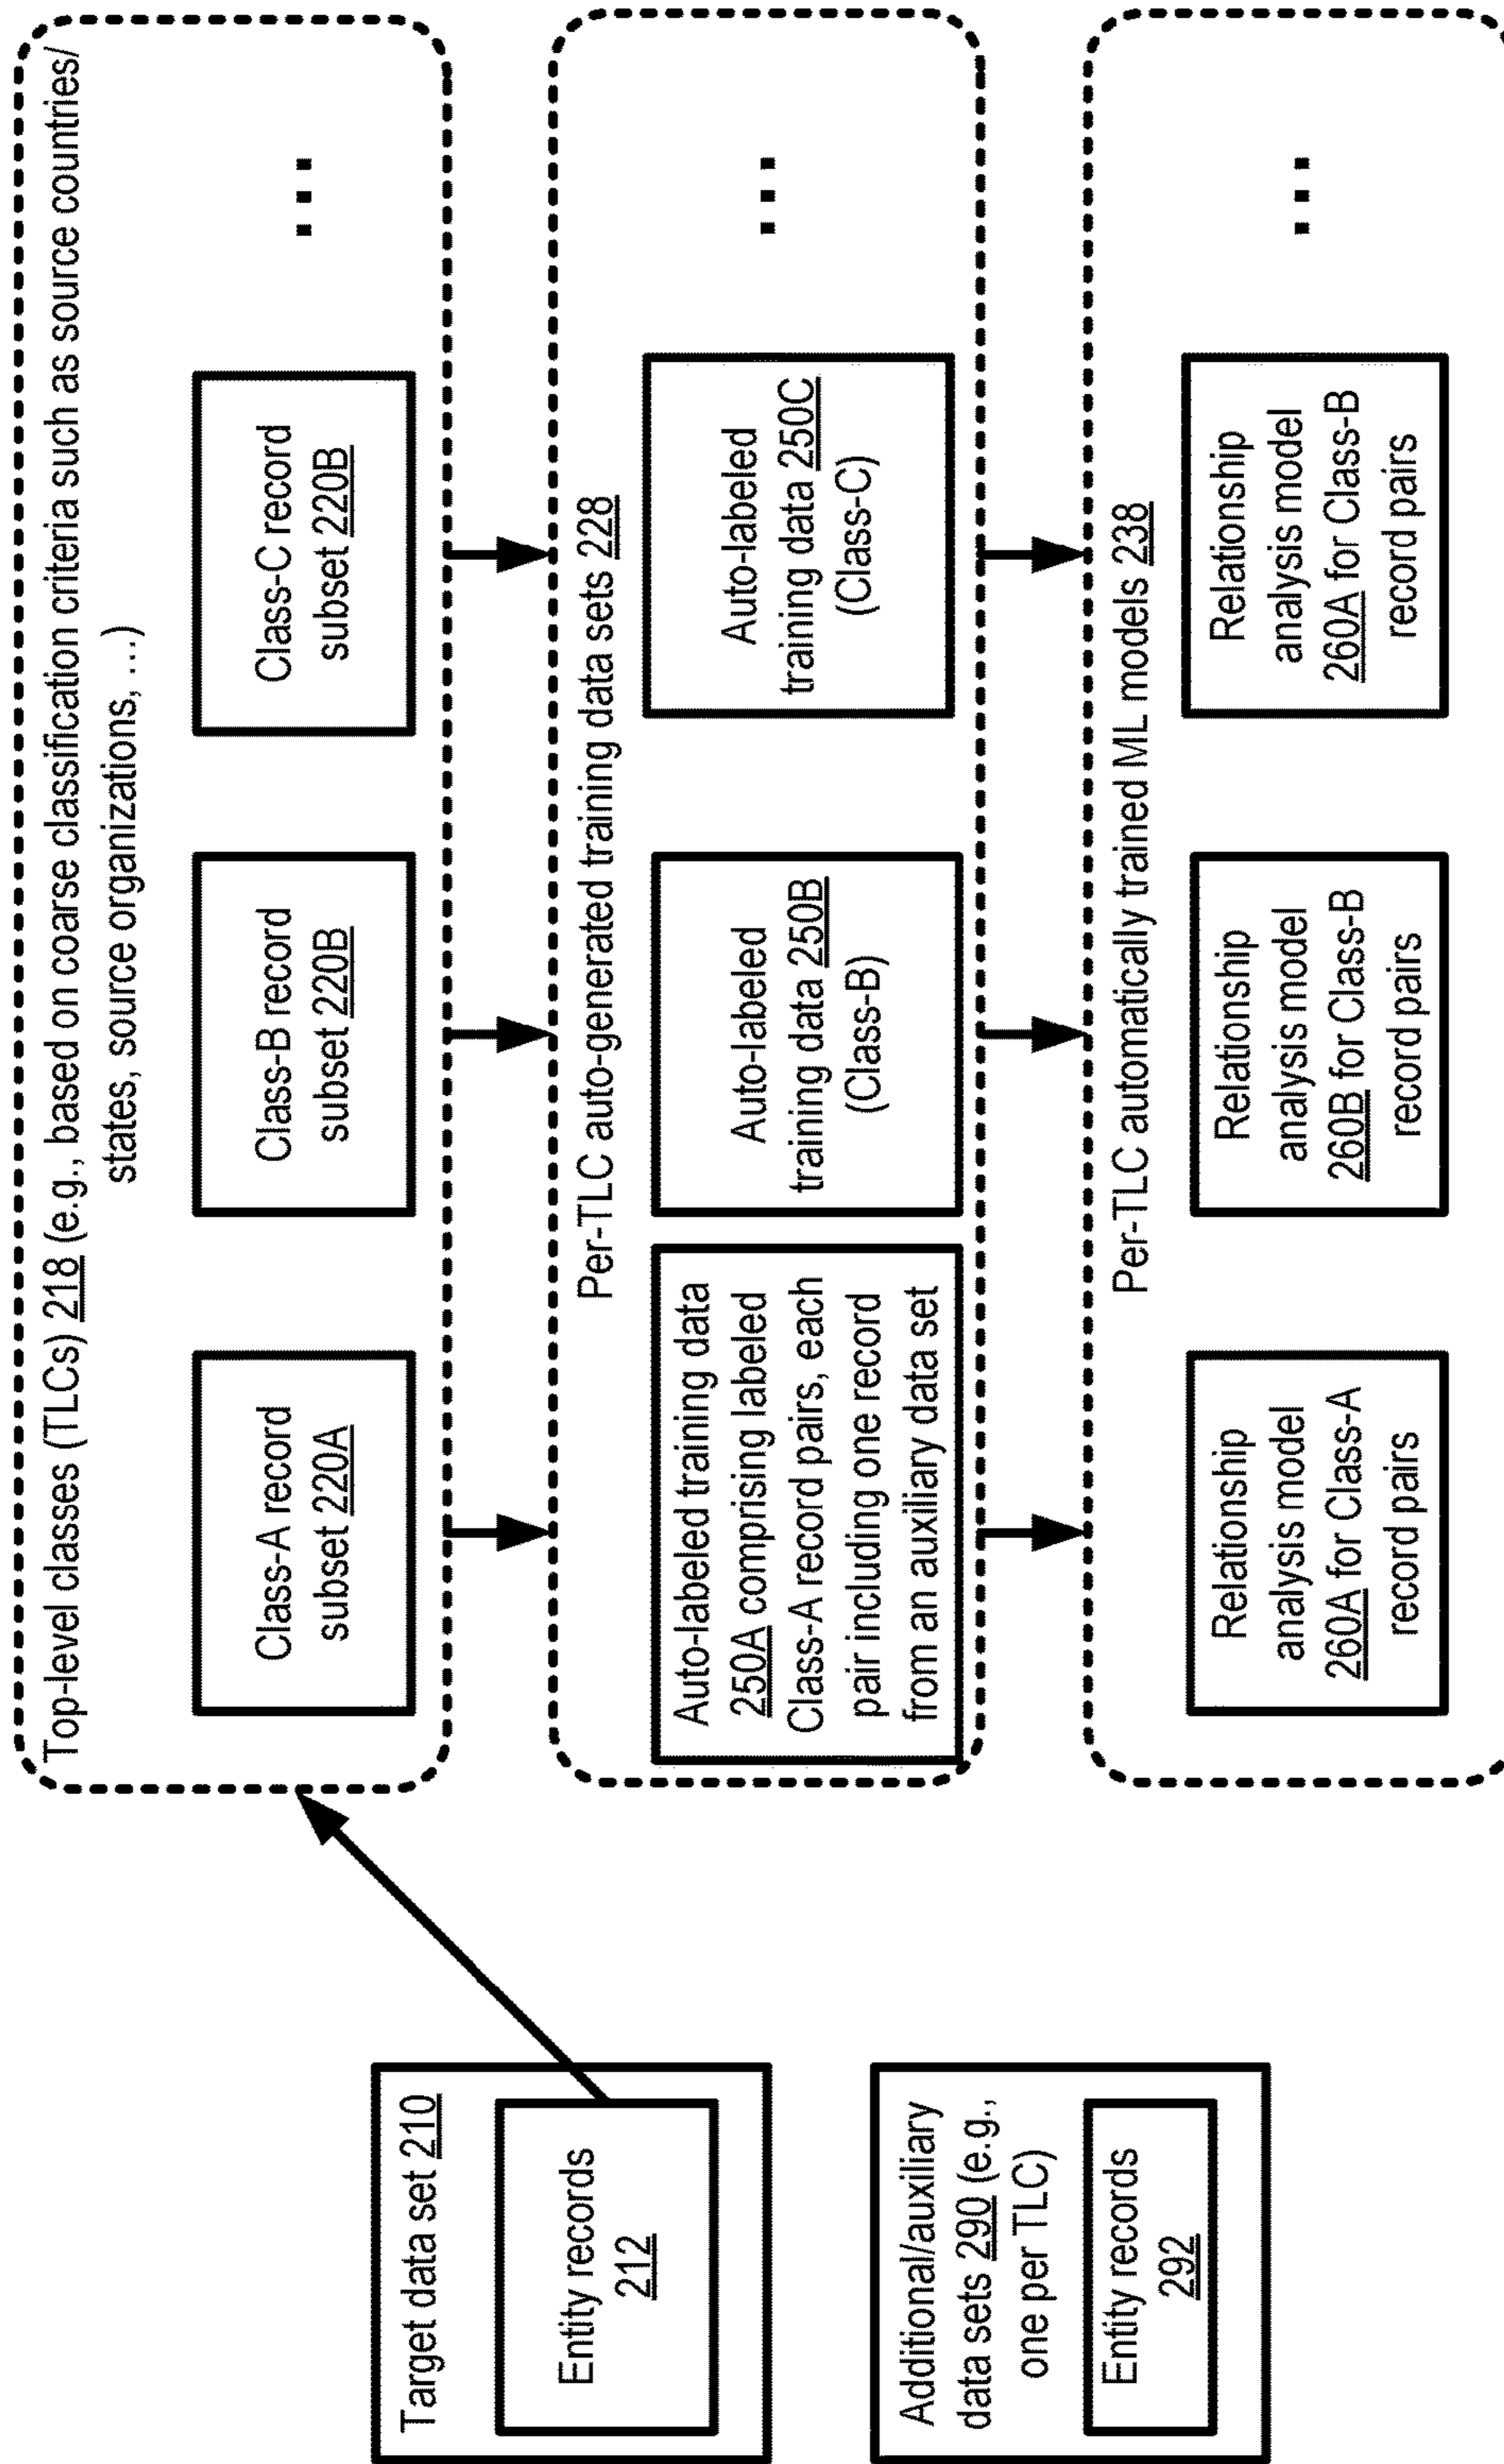 Top-level classes (TLCs) 218 (e.g., based on coarse classification criteria such as source countries/
states, source organizations, …)
Class-A record
subset 220A
Class-B record
subset 220B
Class-C record
subset 220B
...
Target data set 210
Entity records
212
Per-TLC auto-generated training data sets 228
Auto-labeled training data
250A comprising labeled
Class-A record pairs, each
pair including one record
from an auxiliary data set
Auto-labeled
training data 250B
(Class-B)
Auto-labeled
training data 250C
(Class-C)
...
Additional/auxiliary
data sets 290 (e.g.,
one per TLC)
Entity records
292
Per-TLC automatically trained ML models 238
Relationship
analysis model
260A for Class-A
record pairs
Relationship
analysis model
260B for Class-B
record pairs
Relationship
analysis model
260A for Class-B
record pairs
...